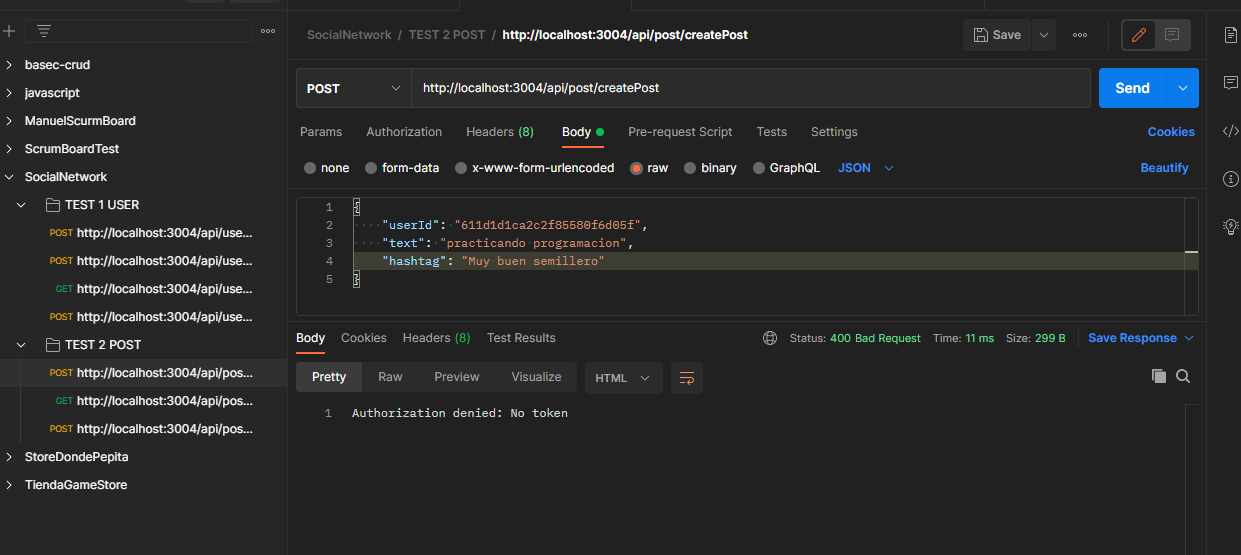 SocialNetwork / TEST 2 POST / http://localhost:3004/api/post/createPost
Save
basec-crud
javascript
ManuelScurmBoard
ScrumBoardTest
SocialNetwork
TEST 1 USER
POST http://localhost:3004/api/use...
POST http://localhost:3004/api/use...
GET http://localhost:3004/api/use...
POST http://localhost:3004/api/use...
TEST 2 POST
POST http://localhost:3004/api/pos...
GET http://localhost:3004/api/pos...
POST http://localhost:3004/api/pos...
StoreDondePepita
TiendaGameStore
POST http://localhost:3004/api/post/createPost Send
Params Authorization Headers (8) Body Pre-request Script Tests Settings Cookies
none form-data x-www-form-urlencoded raw binary GraphQL JSON Beautify
1 {
2 "userId": "611d1d1ca2c2f85580f6d05f",
3 "text": "practicando programacion",
4 "hashtag": "Muy buen semillero"
5 }
Body Cookies Headers (8) Test Results Status: 400 Bad Request Time: 11 ms Size: 299 B Save Response
Pretty Raw Preview Visualize HTML
1 Authorization denied: No token